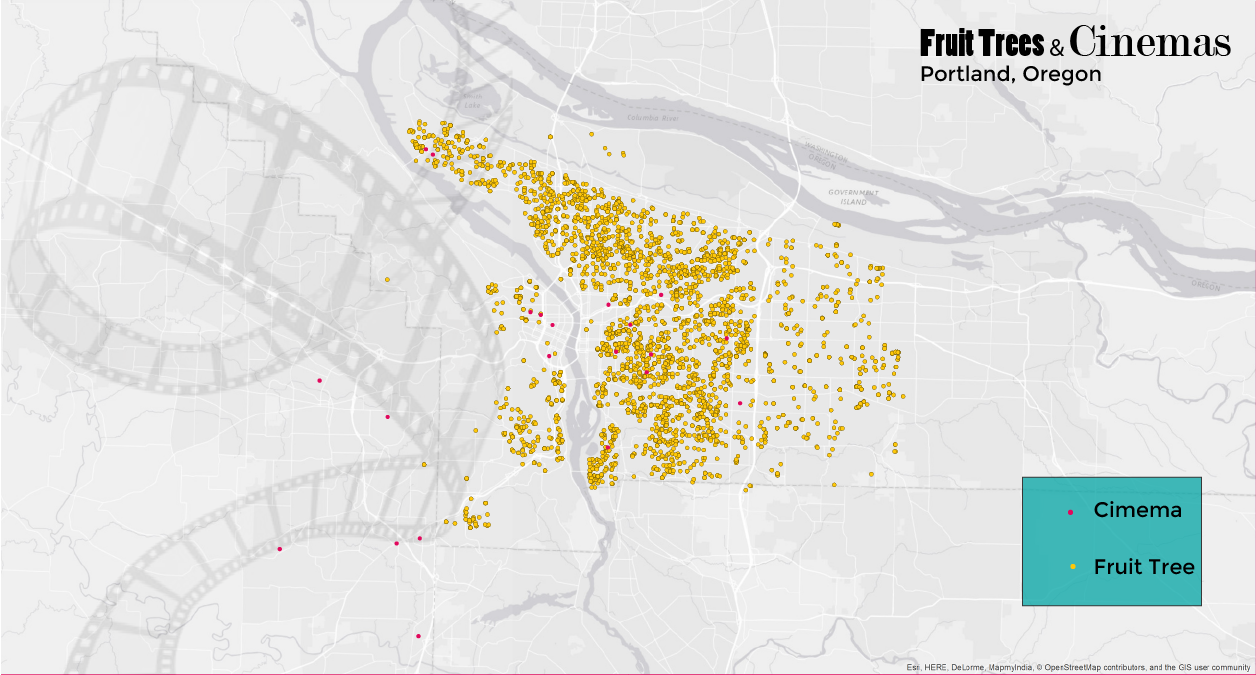 Fruit Trees & Cinemas
Portland, Oregon
Lake
Columbia River
WASHINGTON
OREGON
GOVERNMENT
ISLAND
OREGON
Cimema
Fruit Tree
Esri, HERE, DeLorme, MapmyIndia, © OpenStreetMap contributors, and the GIS user community